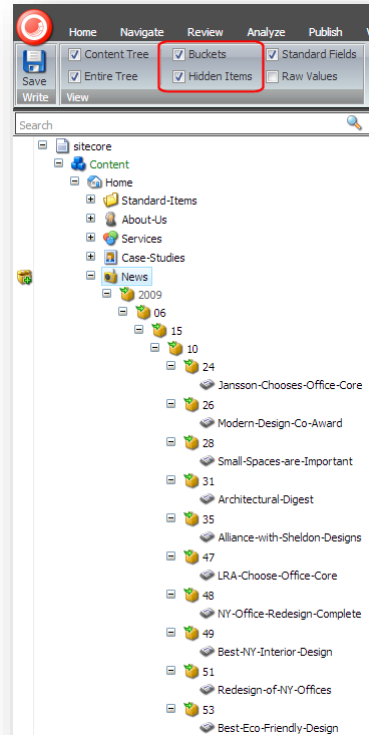 Home Navigate Review Analyze Publish
Content Tree Buckets Standard Fields
Entire Tree Hidden Items Raw Values
Save
Write View
Search
sitecore
Content
Home
Standard-Items
About-Us
Services
Case-Studies
News
2009
06
15
10
24
Jansson-Chooses-Office-Core
26
Modern-Design-Co-Award
28
Small-Spaces-are-Important
31
Architectural-Digest
35
Alliance-with-Sheldon-Designs
47
LRA-Choose-Office-Core
48
NY-Office-Redesign-Complete
49
Best-NY-Interior-Design
51
Redesign-of-NY-Offices
53
Best-Eco-Friendly-Design